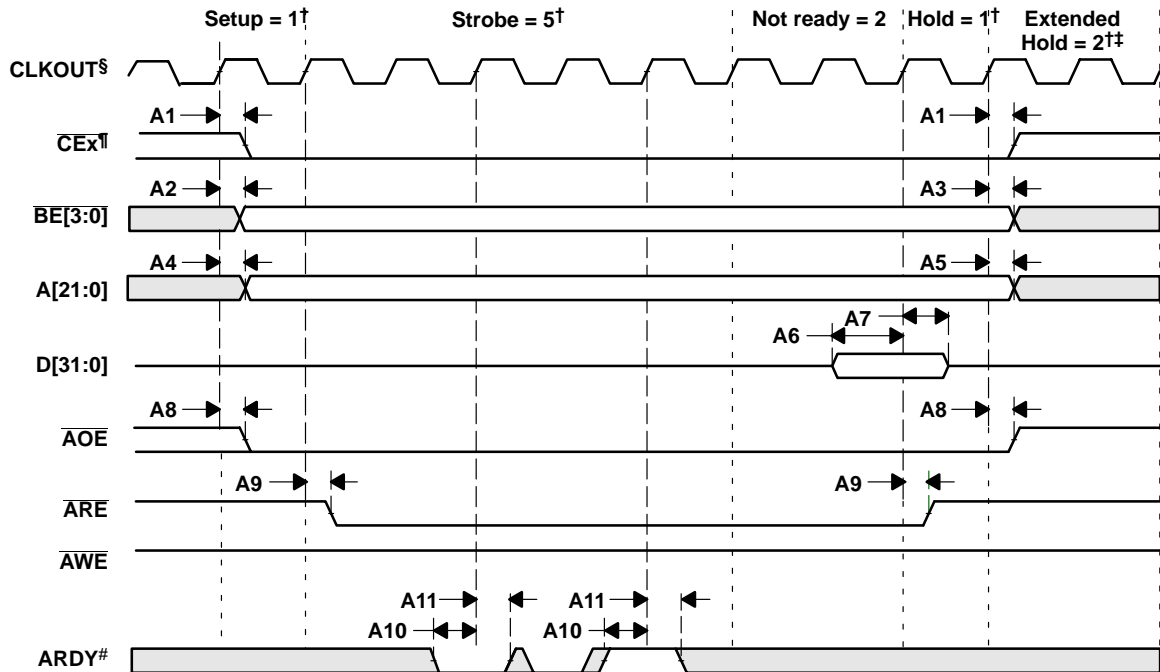 Setup = 1† Strobe = 5† Not ready = 2 Hold = 1† Extended
Hold = 2†‡
CLKOUT§
A1 A1
CEx¶
A2 A3
BE[3:0]
A4 A5
A[21:0]
A7
A6
D[31:0]
A8 A8
AOE
A9 A9
ARE
AWE
A11 A11
A10 A10
ARDY#